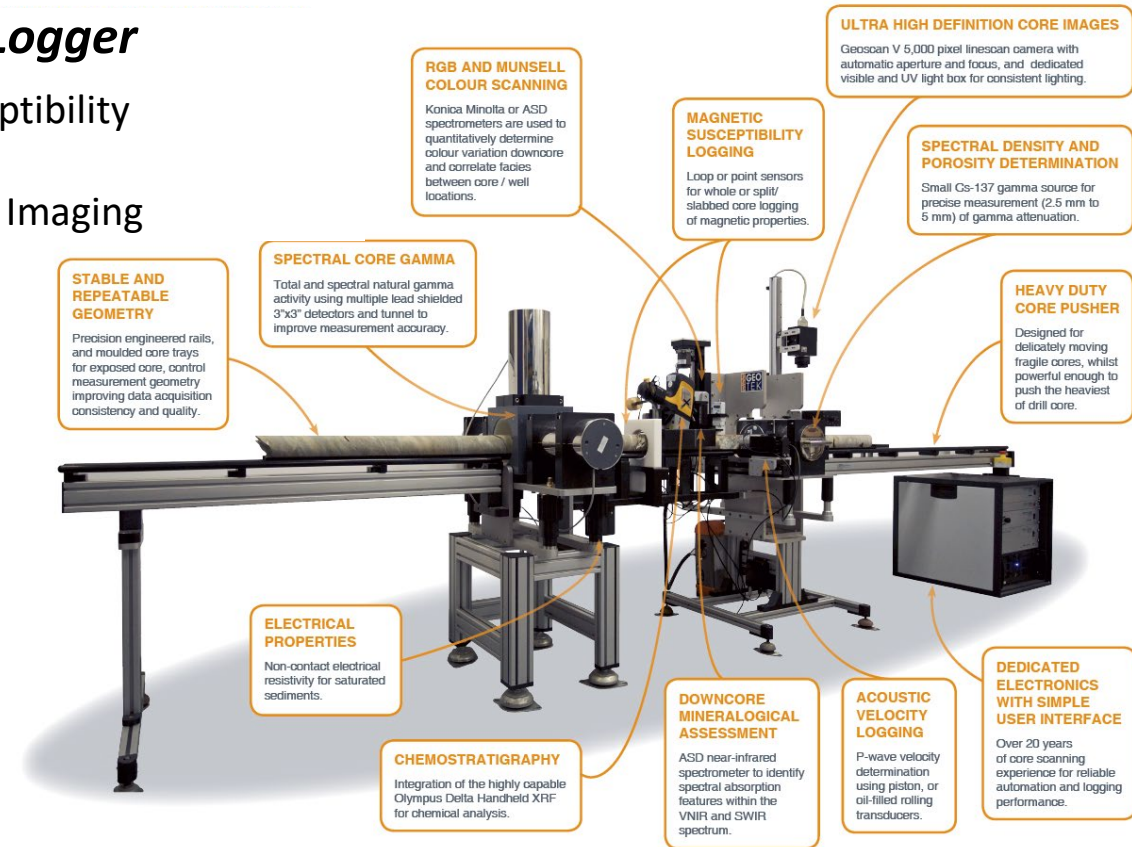 Logger
ptibility
Imaging
RGB AND MUNSELL
COLOUR SCANNING
Konica Minolta or ASD
spectrometers are used to
quantitatively determine
colour variation downcore
and correlate facies
between core / well
locations.
MAGNETIC
SUSCEPTIBILITY
LOGGING
Loop or point sensors
for whole or split/
slabbed core logging
of magnetic properties.
ULTRA HIGH DEFINITION CORE IMAGES
Geoscan V 5,000 pixel linescan camera with
automatic aperture and focus, and dedicated
visible and UV light box for consistent lighting.
SPECTRAL DENSITY AND
POROSITY DETERMINATION
Small Cs-137 gamma source for
precise measurement (2.5 mm to
5 mm) of gamma attenuation.
STABLE AND
REPEATABLE
GEOMETRY
Precision engineered rails,
and moulded core trays
for exposed core, control
measurement geometry
improving data acquisition
consistency and quality.
SPECTRAL CORE GAMMA
Total and spectral natural gamma
activity using multiple lead shielded
3"x3" detectors and tunnel to
improve measurement accuracy.
HEAVY DUTY
CORE PUSHER
Designed for
delicately moving
fragile cores, whilst
powerful enough to
push the heaviest
of drill core.
GEO
TEK
ELECTRICAL
PROPERTIES
Non-contact electrical
resistivity for saturated
sediments.
CHEMOSTRATIGRAPHY
Integration of the highly capable
Olympus Delta Handheld XRF
for chemical analysis.
DOWNCORE
MINERALOGICAL
ASSESSMENT
ASD near-infrared
spectrometer to identify
spectral absorption
features within the
VNIR and SWIR
spectrum.
ACOUSTIC
VELOCITY
LOGGING
P-wave velocity
determination
using piston, or
oil-filled rolling
transducers.
DEDICATED
ELECTRONICS
WITH SIMPLE
USER INTERFACE
Over 20 years
of core scanning
experience for reliable
automation and logging
performance.